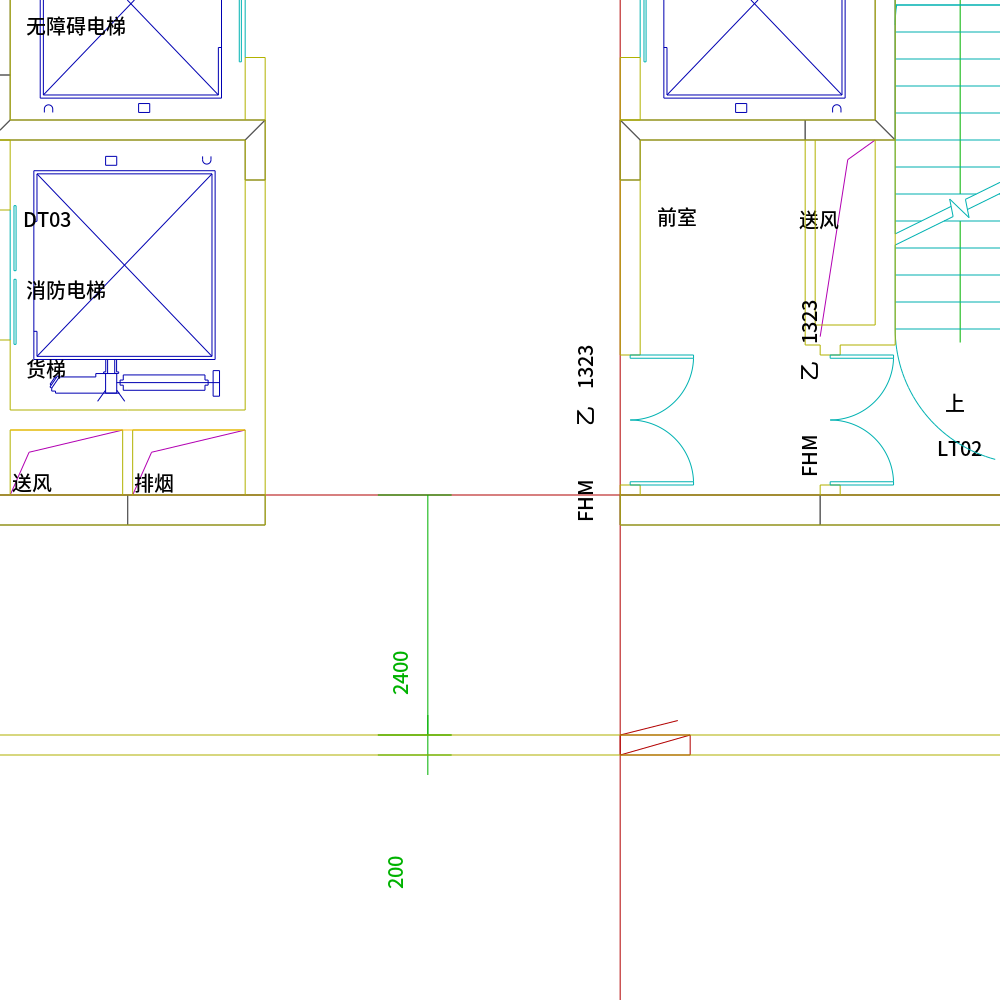 无障碍电梯
DT03
消防电梯
货梯
送风
排烟
前室
送风
FHM 乙 1323
FHM 乙 1323
上
LT02
2400
200